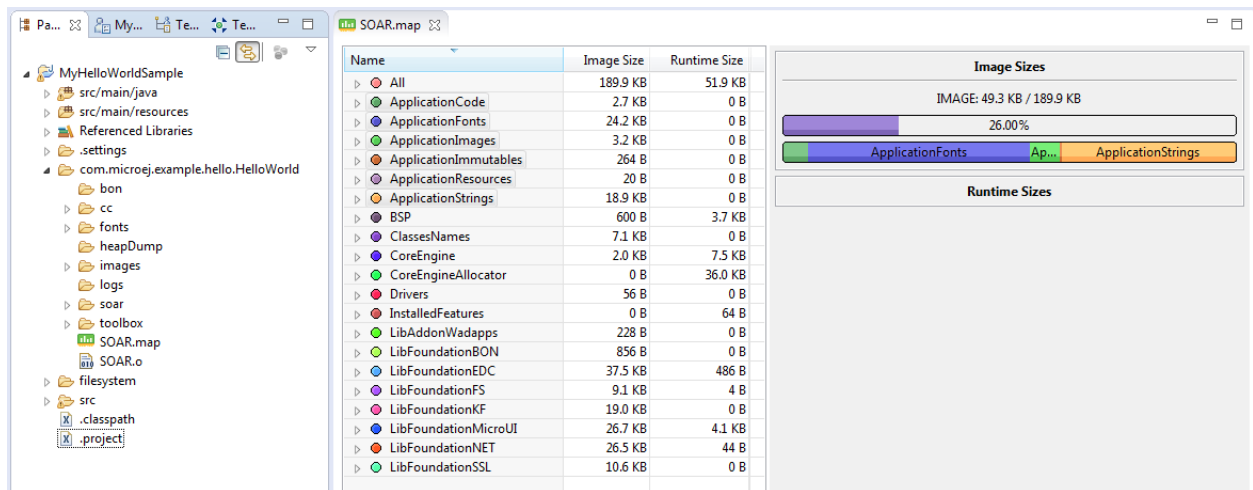 Pa... My... Te... Te...
MyHelloWorldSample
src/main/java
src/main/resources
Referenced Libraries
.settings
com.microej.example.hello.HelloWorld
bon
cc
fonts
heapDump
images
logs
soar
toolbox
SOAR.map
SOAR.o
filesystem
src
.classpath
.project
SOAR.map
Name Image Size Runtime Size
All 189.9 KB 51.9 KB
ApplicationCode 2.7 KB 0 B
ApplicationFonts 24.2 KB 0 B
ApplicationImages 3.2 KB 0 B
ApplicationImmutables 264 B 0 B
ApplicationResources 20 B 0 B
ApplicationStrings 18.9 KB 0 B
BSP 600 B 3.7 KB
ClassesNames 7.1 KB 0 B
CoreEngine 2.0 KB 7.5 KB
CoreEngineAllocator 0 B 36.0 KB
Drivers 56 B 0 B
InstalledFeatures 0 B 64 B
LibAddonWadapps 228 B 0 B
LibFoundationBON 856 B 0 B
LibFoundationEDC 37.5 KB 486 B
LibFoundationFS 9.1 KB 4 B
LibFoundationKF 19.0 KB 0 B
LibFoundationMicroUI 26.7 KB 4.1 KB
LibFoundationNET 26.5 KB 44 B
LibFoundationSSL 10.6 KB 0 B
Image Sizes
IMAGE: 49.3 KB / 189.9 KB
26.00%
ApplicationFonts Ap... ApplicationStrings
Runtime Sizes